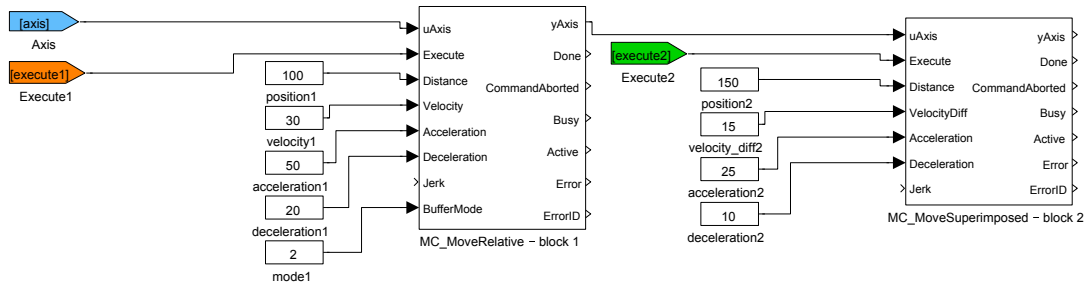 [axis]
Axis
[execute1]
Execute1
100
position1
30
velocity1
50
acceleration1
20
deceleration1
2
mode1
uAxis
Execute
Distance
Velocity
Acceleration
Deceleration
Jerk
BufferMode
yAxis
Done
CommandAborted
Busy
Active
Error
ErrorID
MC_MoveRelative − block 1
[execute2]
Execute2
150
position2
15
velocity_diff2
25
acceleration2
10
deceleration2
uAxis
Execute
Distance
VelocityDiff
Acceleration
Deceleration
Jerk
yAxis
Done
CommandAborted
Busy
Active
Error
ErrorID
MC_MoveSuperimposed − block 2